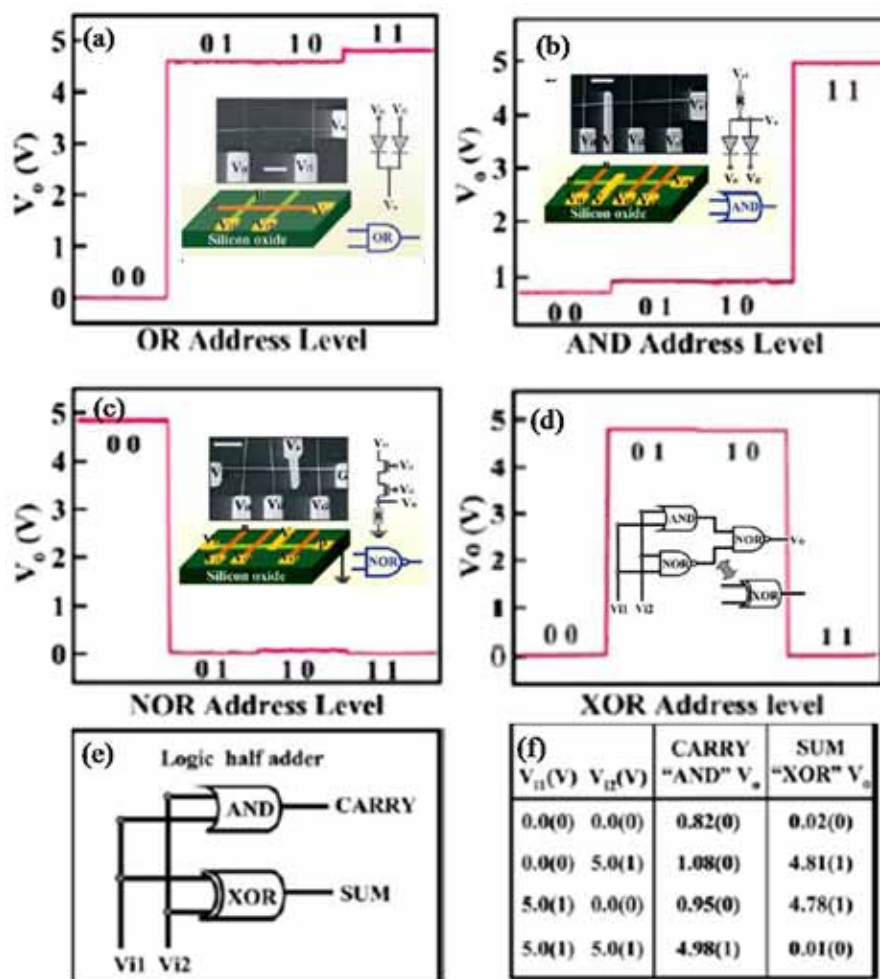 (a)
5
4
3
2
1
0
V₀ (V)
0 0
0 1
1 0
1 1
Silicon oxide
OR
OR Address Level
(b)
5
4
3
2
1
V₀ (V)
0 0
0 1
1 0
1 1
Silicon oxide
AND
AND Address Level
(c)
5
4
3
2
1
0
V₀ (V)
0 0
0 1
1 0
1 1
Silicon oxide
NOR
NOR Address Level
(d)
5
4
3
2
1
0
Vo (V)
0 0
0 1
1 0
1 1
AND
NOR
NOR
V₀
XOR
Vi1 Vi2
XOR Address level
(e)
Logic half adder
AND CARRY
XOR SUM
Vi1 Vi2
(f)
CARRY SUM
Vi1(V) Vi2(V) “AND” V₀ “XOR” V₀
0.0(0) 0.0(0) 0.82(0) 0.02(0)
0.0(0) 5.0(1) 1.08(0) 4.81(1)
5.0(1) 0.0(0) 0.95(0) 4.78(1)
5.0(1) 5.0(1) 4.98(1) 0.01(0)